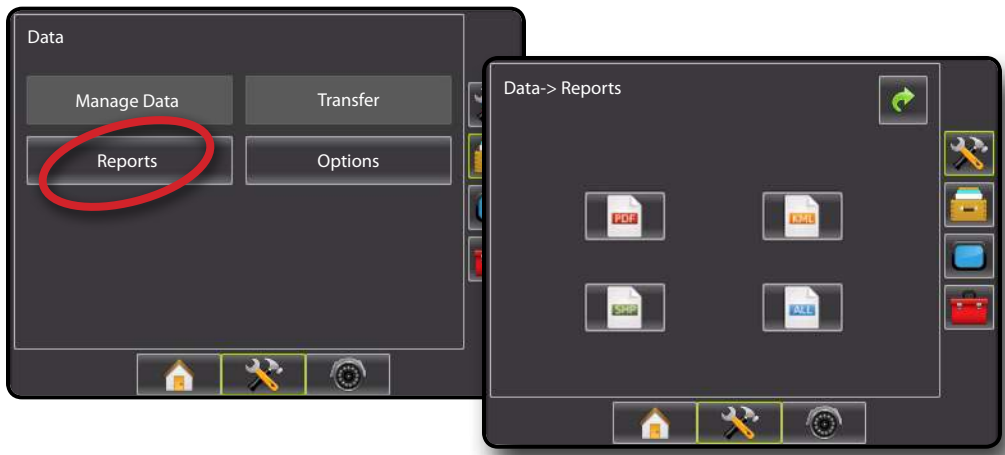 Data
Manage Data
Transfer
Reports
Options
Data-> Reports
PDF
KML
SHP
ALL